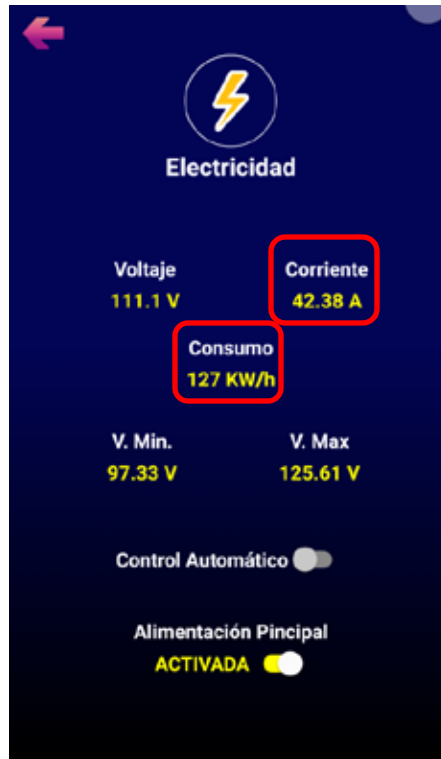 Electricidad
Voltaje Corriente
111.1 V 42.38 A
Consumo
127 KW/h
V. Min. V. Max
97.33 V 125.61 V
Control Automático
Alimentación Pincipal
ACTIVADA